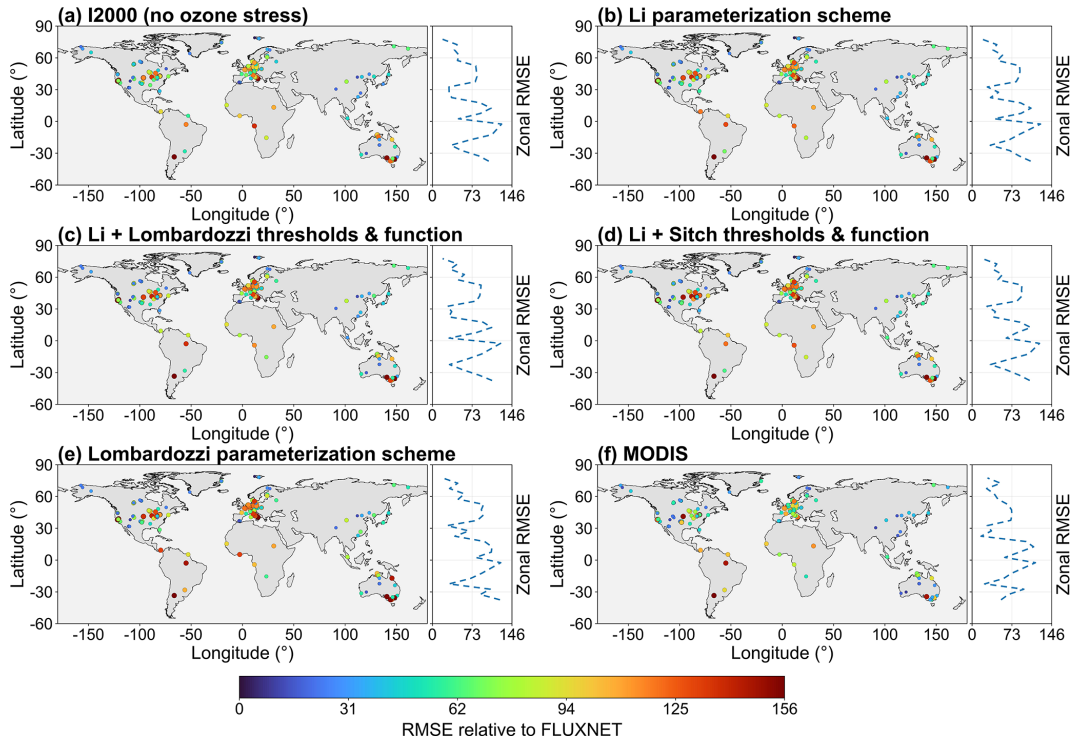 (a) I2000 (no ozone stress)
90
60
30
0
-30
-60
Latitude (°)
-150 -100 -50 0 50 100 150
Longitude (°)
0 73 146
Zonal RMSE
(b) Li parameterization scheme
90
60
30
0
-30
-60
Latitude (°)
-150 -100 -50 0 50 100 150
Longitude (°)
0 73 146
Zonal RMSE
(c) Li + Lombardozzi thresholds & function
90
60
30
0
-30
-60
Latitude (°)
-150 -100 -50 0 50 100 150
Longitude (°)
0 73 146
Zonal RMSE
(d) Li + Sitch thresholds & function
90
60
30
0
-30
-60
Latitude (°)
-150 -100 -50 0 50 100 150
Longitude (°)
0 73 146
Zonal RMSE
(e) Lombardozzi parameterization scheme
90
60
30
0
-30
-60
Latitude (°)
-150 -100 -50 0 50 100 150
Longitude (°)
0 73 146
Zonal RMSE
(f) MODIS
90
60
30
0
-30
-60
Latitude (°)
-150 -100 -50 0 50 100 150
Longitude (°)
0 73 146
Zonal RMSE
0 31 62 94 125 156
RMSE relative to FLUXNET